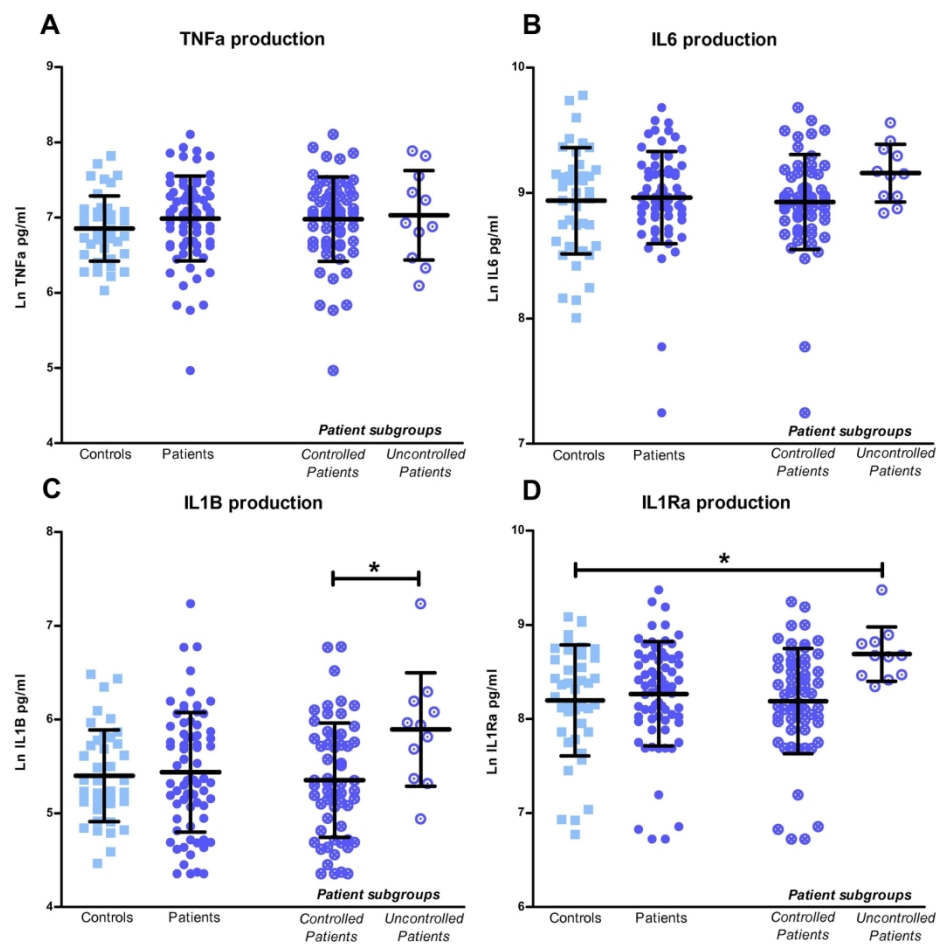 A
TNFa production
9
8
7
6
5
4
Ln TNFa pg/ml
Patient subgroups
Controls Patients Controlled Patients Uncontrolled Patients
B
IL6 production
10
9
8
7
Ln IL6 pg/ml
Patient subgroups
Controls Patients Controlled Patients Uncontrolled Patients
C
IL1B production
8
7
6
5
4
Ln IL1B pg/ml
*
Patient subgroups
Controls Patients Controlled Patients Uncontrolled Patients
D
IL1Ra production
10
9
8
7
6
Ln IL1Ra pg/ml
*
Patient subgroups
Controls Patients Controlled Patients Uncontrolled Patients